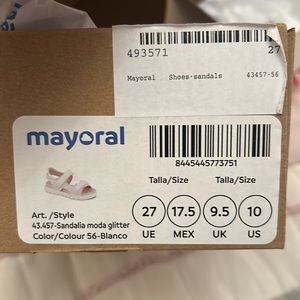 493571 27
Mayoral Shoes-sandals 43457-56
mayoral
8445445773751
Talla/Size Talla/Size
27 17.5 9.5 10
UE MEX UK US
Art. /Style
43.457-Sandalia moda glitter
Color/Colour 56-Blanco